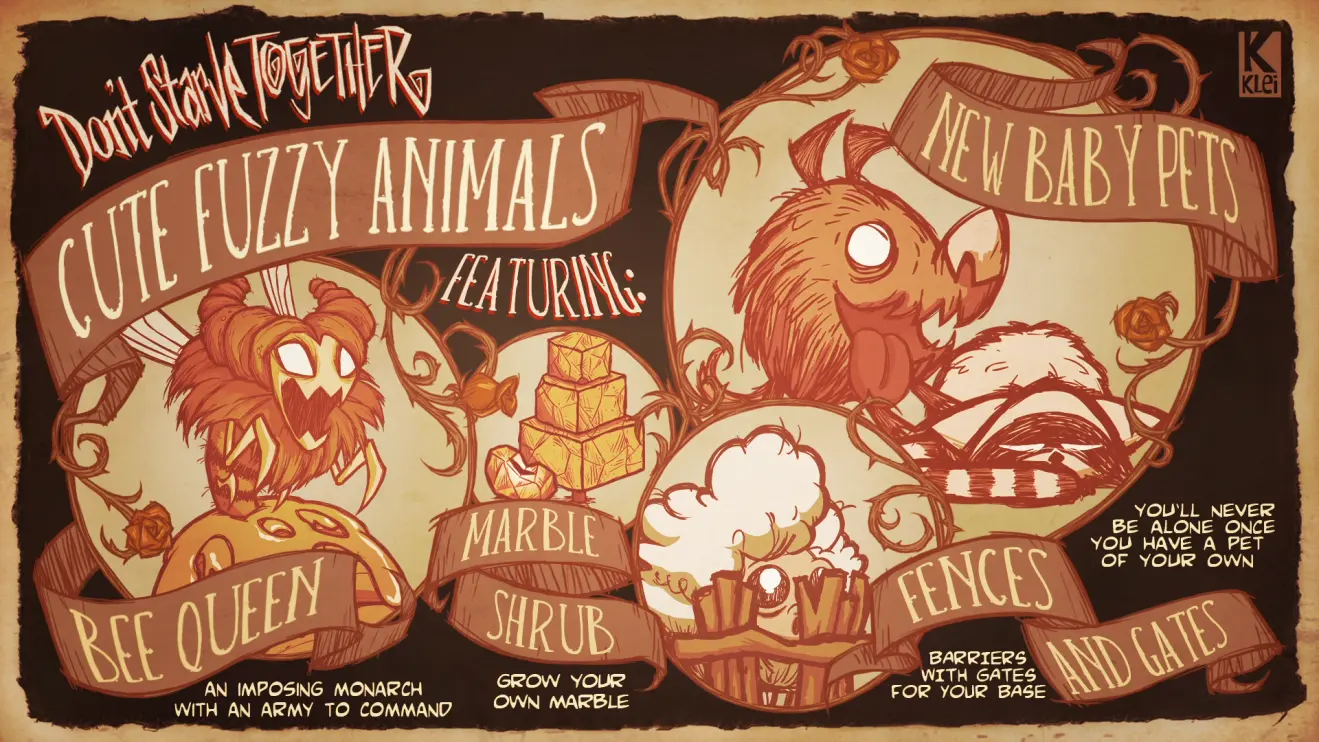 Don't Starve TOGETHER
CUTE FUZZY ANIMALS
FEATURING:
NEW BABY PETS
K
KLEi
YOU'LL NEVER
BE ALONE ONCE
YOU HAVE A PET
OF YOUR OWN
BEE QUEEN
AN IMPOSING MONARCH
WITH AN ARMY TO COMMAND
MARBLE
SHRUB
GROW YOUR
OWN MARBLE
FENCES
AND GATES
BARRIERS
WITH GATES
FOR YOUR BASE